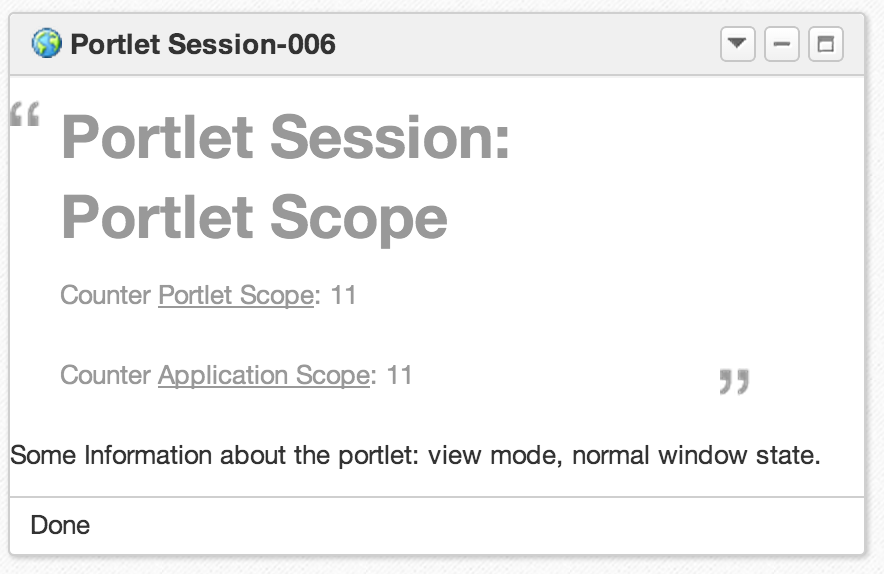 Portlet Session-006
“
Portlet Session:
Portlet Scope
Counter Portlet Scope: 11
Counter Application Scope: 11
”
Some Information about the portlet: view mode, normal window state.
Done